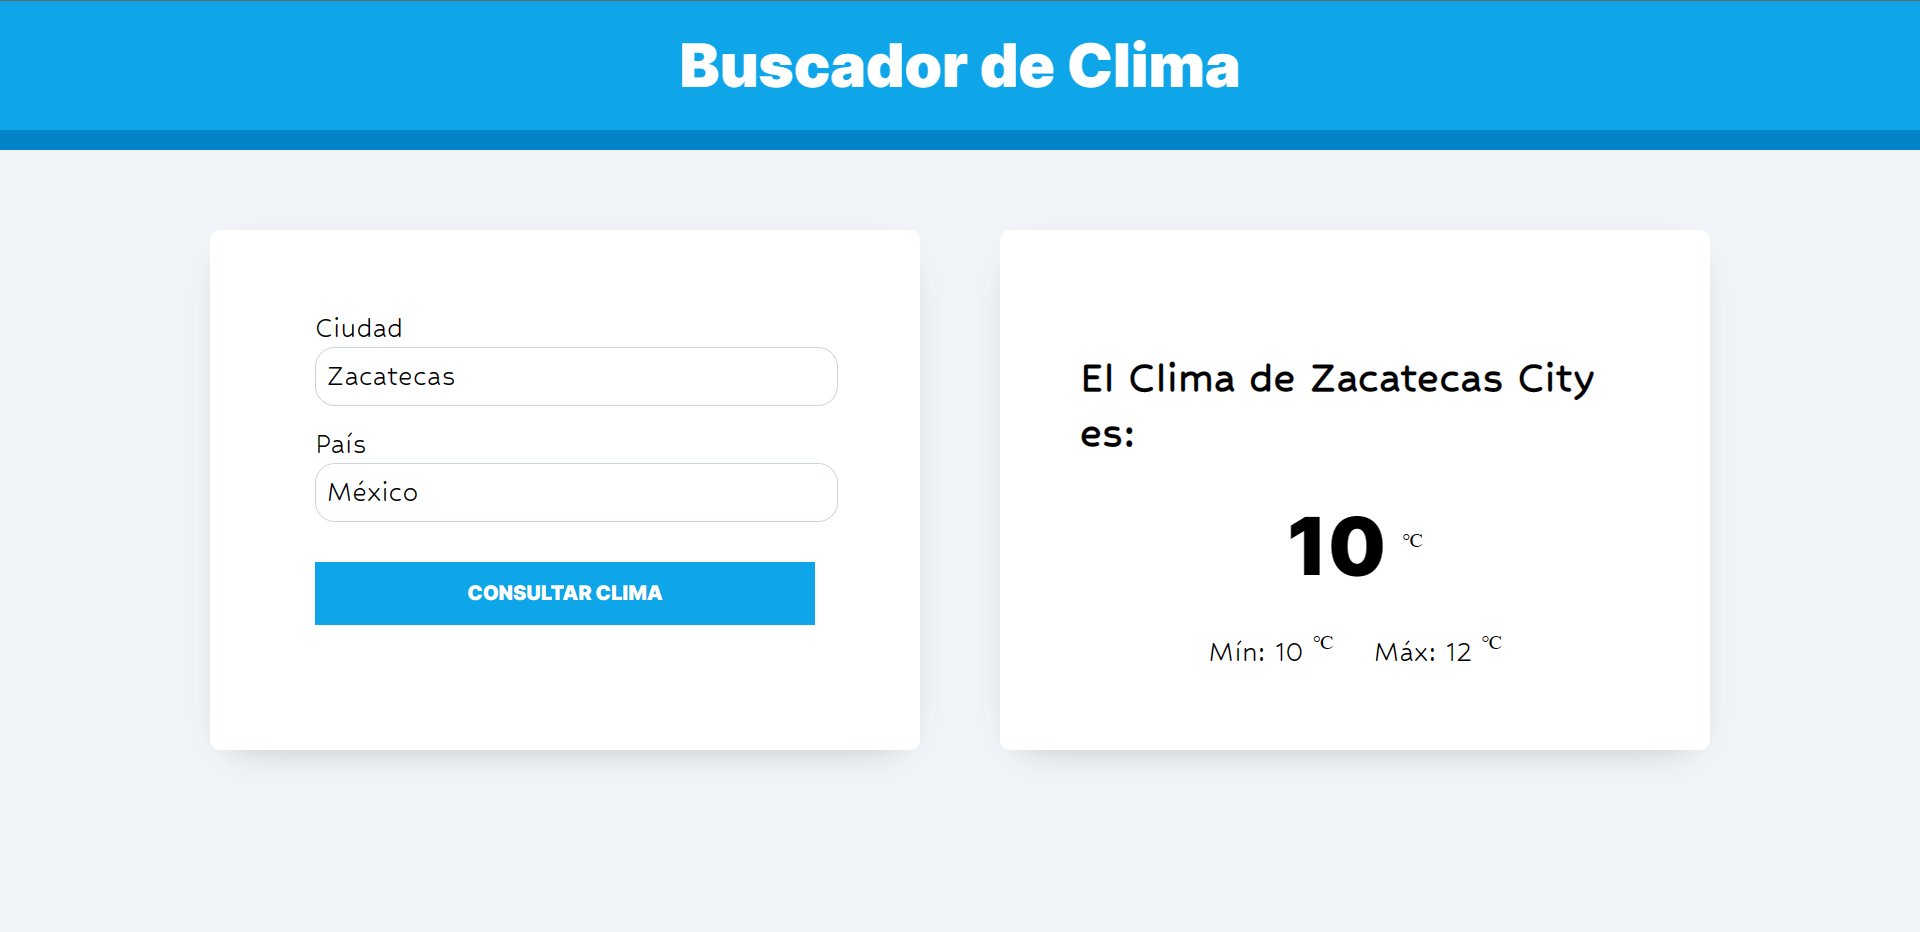 Buscador de Clima
Ciudad
Zacatecas
País
México
CONSULTAR CLIMA
El Clima de Zacatecas City
es:
10 ℃
Mín: 10 ℃ Máx: 12 ℃